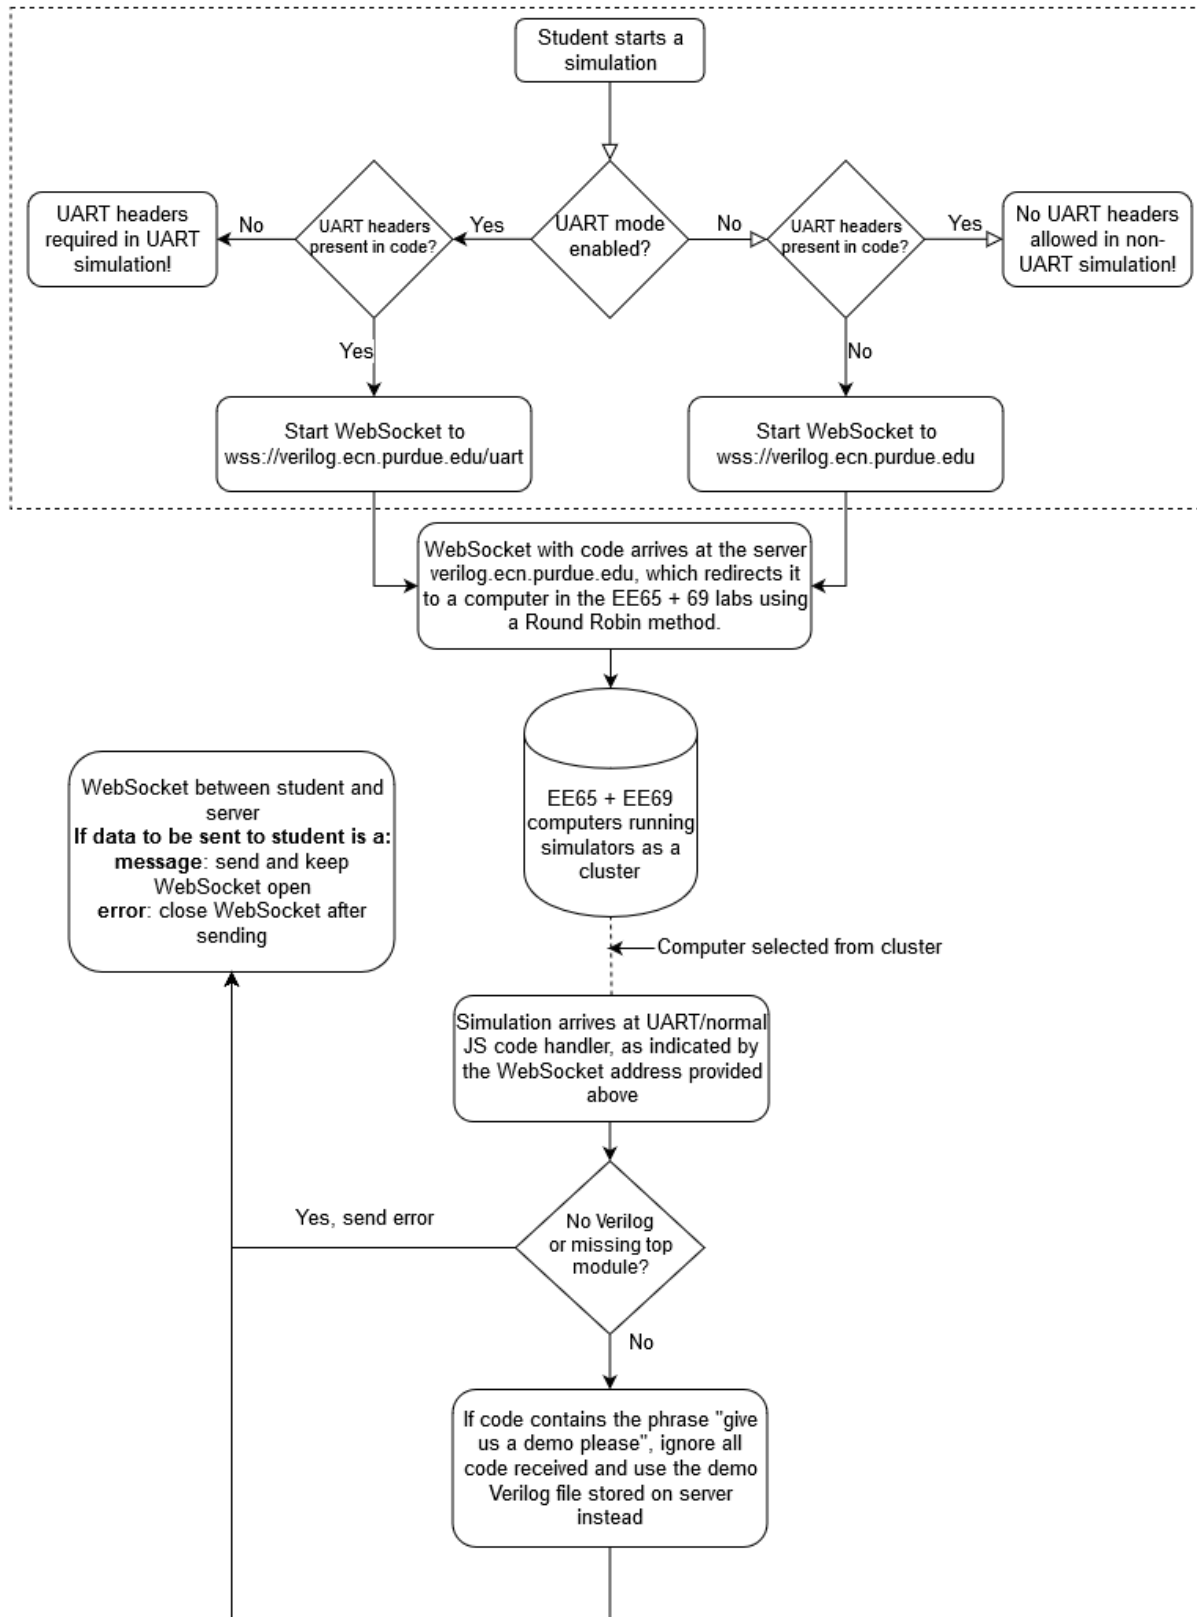 Student starts a
simulation
UART headers
required in UART
simulation!
No
UART headers
present in code?
Yes
UART mode
enabled?
No
UART headers
present in code?
Yes
No UART headers
allowed in non-
UART simulation!
Yes
No
Start WebSocket to
wss://verilog.ecn.purdue.edu/uart
Start WebSocket to
wss://verilog.ecn.purdue.edu
WebSocket with code arrives at the server
verilog.ecn.purdue.edu, which redirects it
to a computer in the EE65 + 69 labs using
a Round Robin method.
EE65 + EE69
computers running
simulators as a
cluster
WebSocket between student and
server
If data to be sent to student is a:
message: send and keep
WebSocket open
error: close WebSocket after
sending
Computer selected from cluster
Simulation arrives at UART/normal
JS code handler, as indicated by
the WebSocket address provided
above
Yes, send error
No Verilog
or missing top
module?
No
If code contains the phrase "give
us a demo please", ignore all
code received and use the demo
Verilog file stored on server
instead